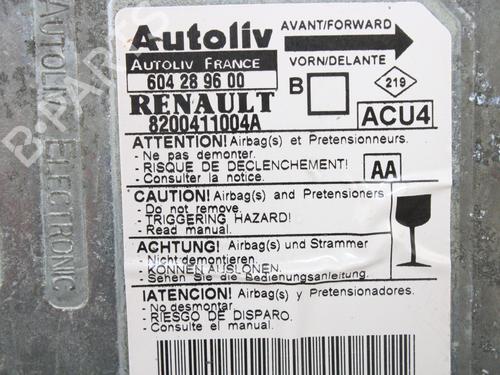 Autoliv
AUTOLIV FRANCE
604 28 96 00
RENAULT
8200411004A
AVANT/FORWARD
VORN/DELANTE
B
219
ACU4
ATTENTION! Airbag(s) et Pretensionneurs.
- Ne pas demonter.
- RISQUE DE DECLENCHEMENT!
- Consulter la notice.
AA
CAUTION! Airbag(s) and Pretensioners
- Do not remove.
- TRIGGERING HAZARD!
- Read manual.
ACHTUNG! Airbag(s) und Strammer
- Nicht demontieren.
- KÖNNEN AUSLÖSEN.
- Sehen Sie die Bedienungsanleitung.
¡ATENCION! Airbag(s) y Pretensionadores.
- No desmontar.
- RIESGO DE DISPARO.
- Consulte el manual.
AUTOLIV ELECTRONIC
B-PARTS